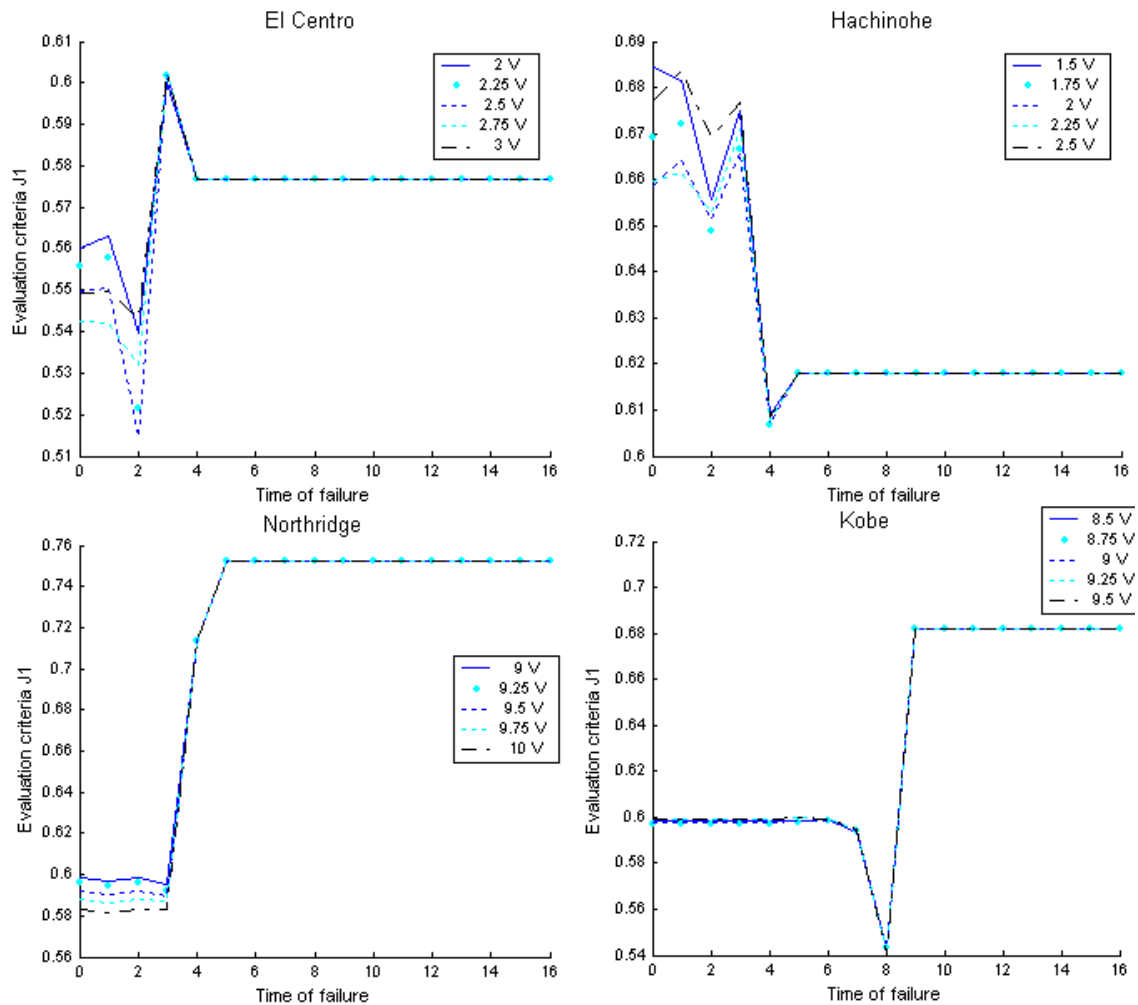 El Centro
Evaluation criteria J1
0.61
0.6
0.59
0.58
0.57
0.56
0.55
0.54
0.53
0.52
0.51
0 2 4 6 8 10 12 14 16
Time of failure
2 V
2.25 V
2.5 V
2.75 V
3 V
Hachinohe
Evaluation criteria J1
0.69
0.68
0.67
0.66
0.65
0.64
0.63
0.62
0.61
0.6
0 2 4 6 8 10 12 14 16
Time of failure
1.5 V
1.75 V
2 V
2.25 V
2.5 V
Northridge
Evaluation criteria J1
0.76
0.74
0.72
0.7
0.68
0.66
0.64
0.62
0.6
0.58
0.56
0 2 4 6 8 10 12 14 16
Time of failure
9 V
9.25 V
9.5 V
9.75 V
10 V
Kobe
Evaluation criteria J1
0.72
0.7
0.68
0.66
0.64
0.62
0.6
0.58
0.56
0.54
0 2 4 6 8 10 12 14 16
Time of failure
8.5 V
8.75 V
9 V
9.25 V
9.5 V